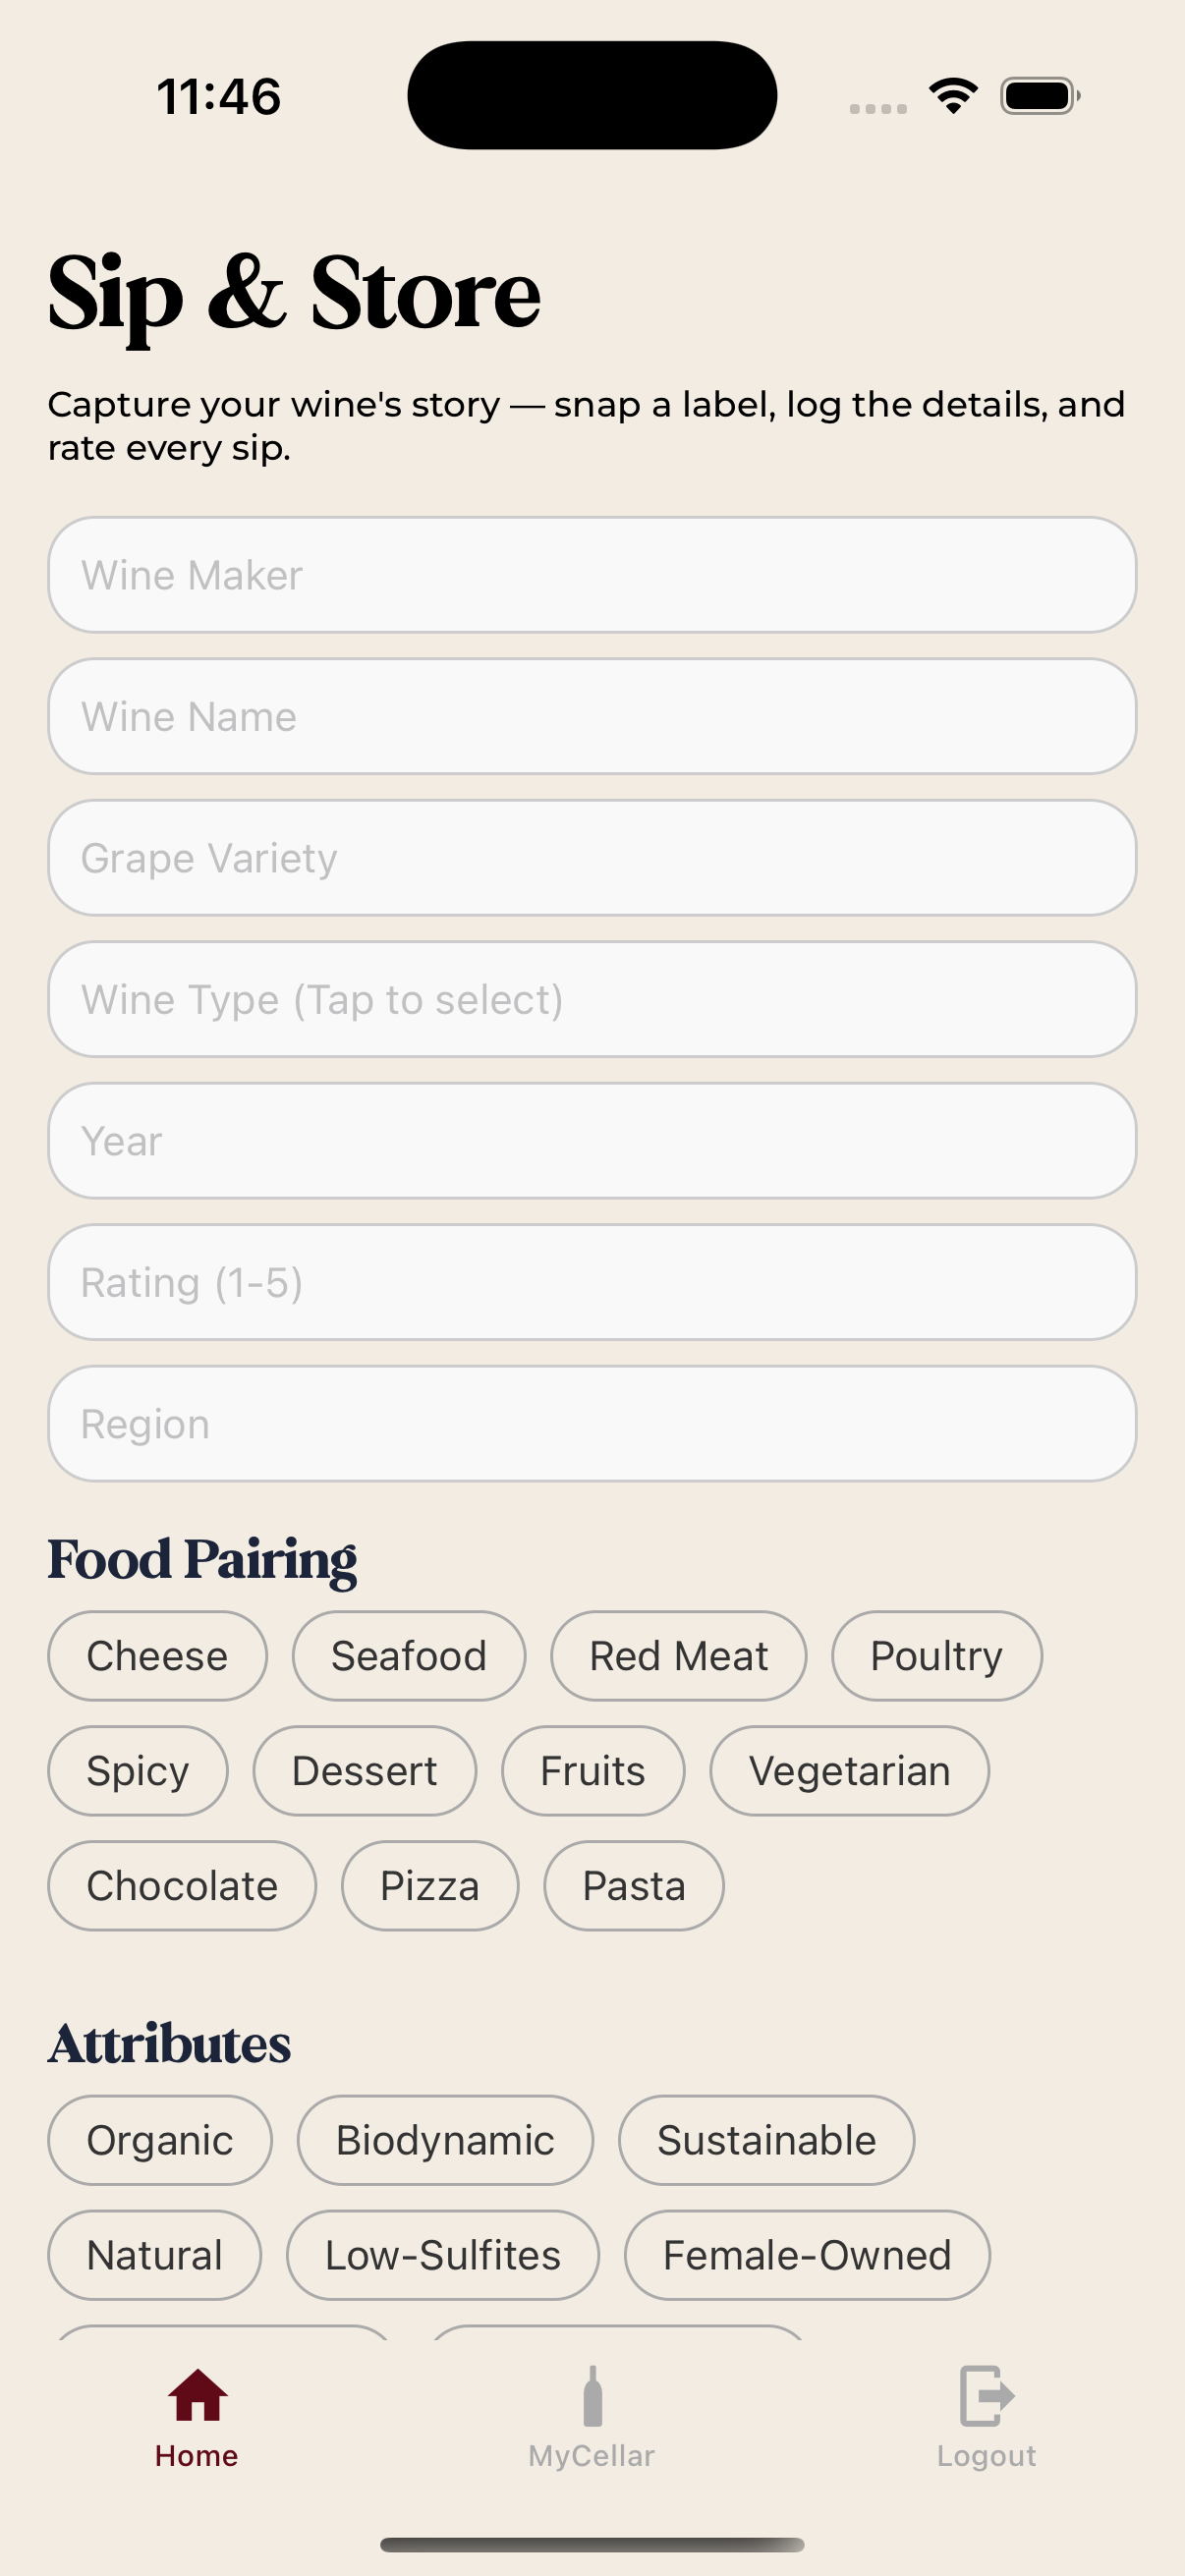 11:46
Sip & Store
Capture your wine's story — snap a label, log the details, and
rate every sip.
Wine Maker
Wine Name
Grape Variety
Wine Type (Tap to select)
Year
Rating (1-5)
Region
Food Pairing
Cheese Seafood Red Meat Poultry
Spicy Dessert Fruits Vegetarian
Chocolate Pizza Pasta
Attributes
Organic Biodynamic Sustainable
Natural Low-Sulfites Female-Owned
Home MyCellar Logout